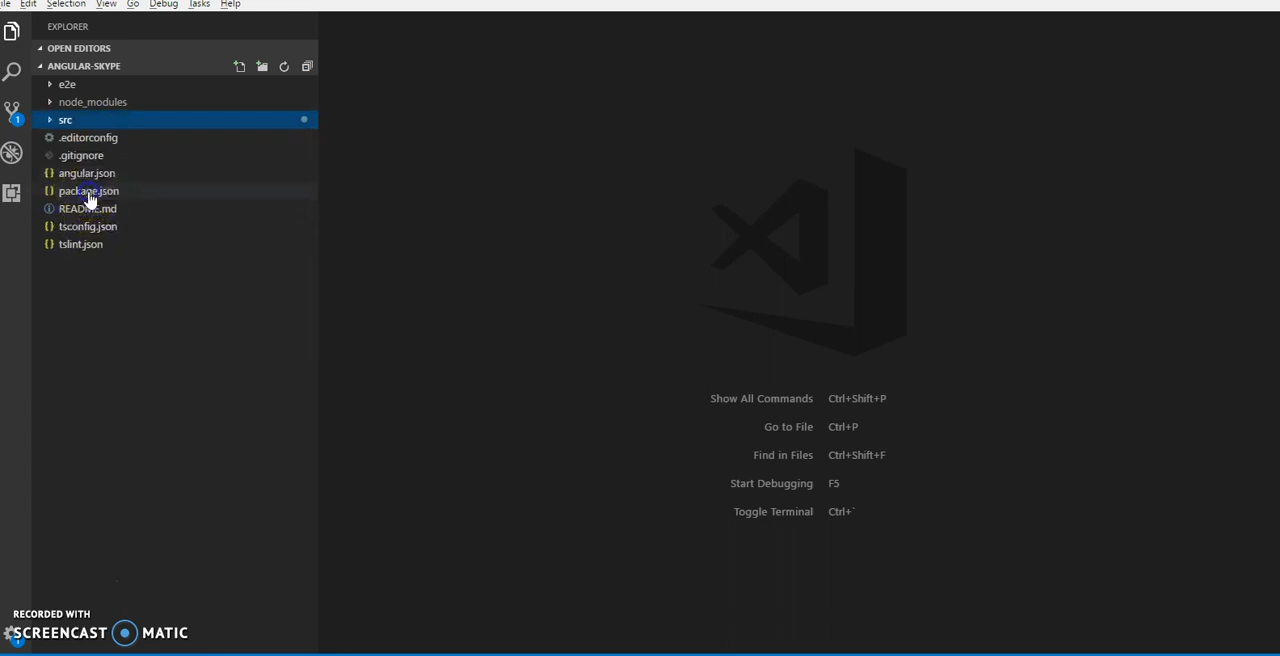 ile Edit Selection View Go Debug Tasks Help
EXPLORER
OPEN EDITORS
ANGULAR-SKYPE
e2e
node_modules
src
1
.editorconfig
.gitignore
angular.json
package.json
README.md
tsconfig.json
tslint.json
Show All Commands Ctrl+Shift+P
Go to File Ctrl+P
Find in Files Ctrl+Shift+F
Start Debugging F5
Toggle Terminal Ctrl+`
RECORDED WITH
SCREENCAST MATIC
1